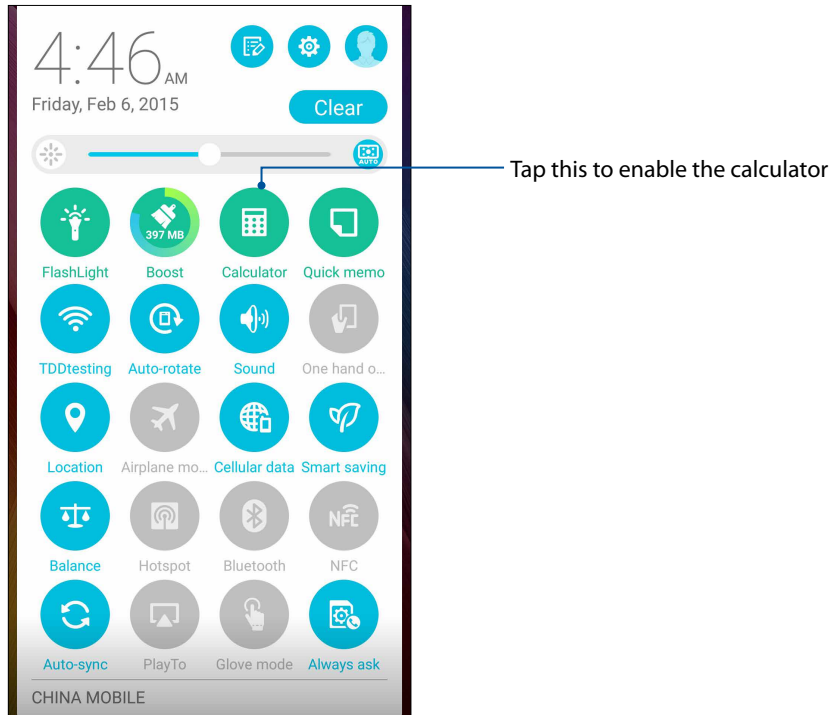 4:46 AM
Friday, Feb 6, 2015
Clear
AUTO
Tap this to enable the calculator
397 MB
FlashLight Boost Calculator Quick memo
TDDtesting Auto-rotate Sound One hand o...
Location Airplane mo... Cellular data Smart saving
NFC
Balance Hotspot Bluetooth NFC
Auto-sync PlayTo Glove mode Always ask
CHINA MOBILE